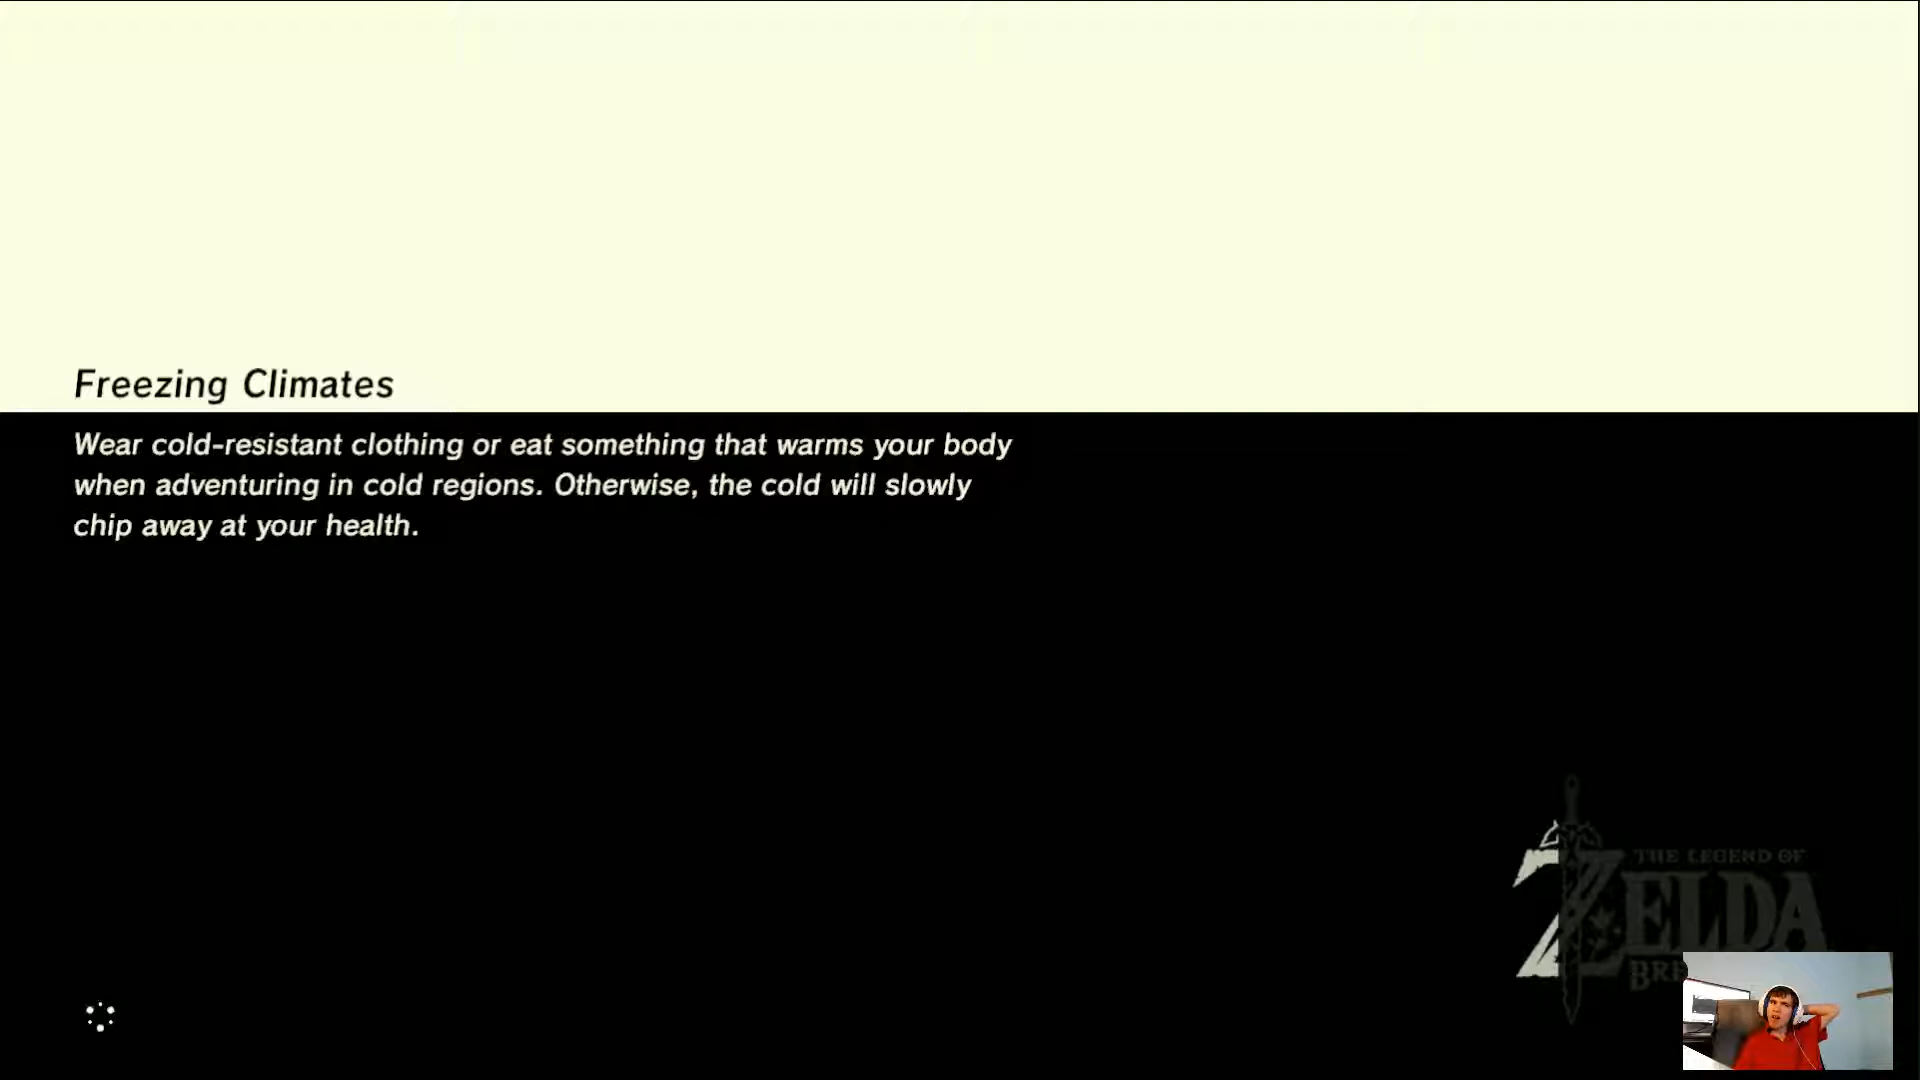 Freezing Climates
Wear cold-resistant clothing or eat something that warms your body
when adventuring in cold regions. Otherwise, the cold will slowly
chip away at your health.
THE LEGEND OF
ZELDA